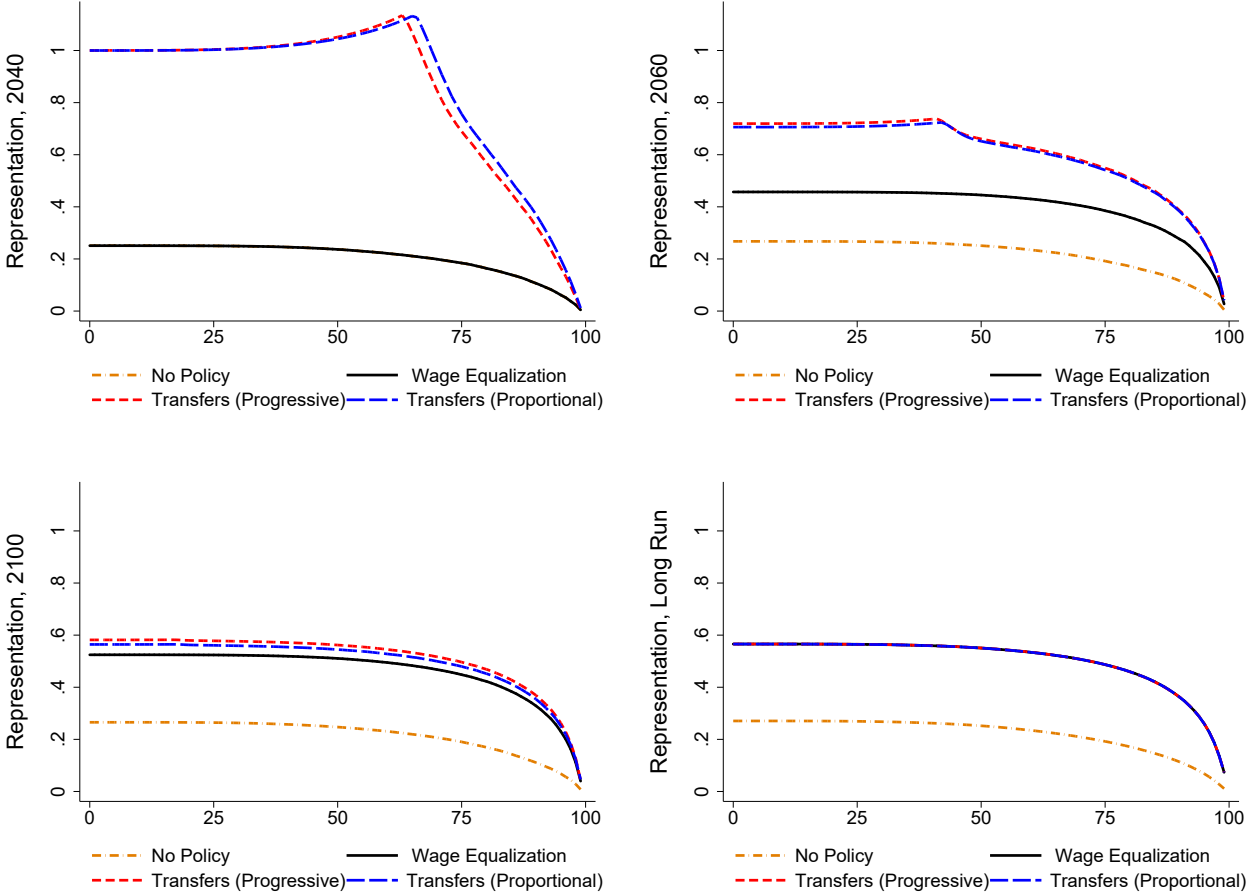 Representation, 2040
0 .2 .4 .6 .8 1
0 25 50 75 100
No Policy Wage Equalization
Transfers (Progressive) Transfers (Proportional)
Representation, 2060
0 .2 .4 .6 .8 1
0 25 50 75 100
No Policy Wage Equalization
Transfers (Progressive) Transfers (Proportional)
Representation, 2100
0 .2 .4 .6 .8 1
0 25 50 75 100
No Policy Wage Equalization
Transfers (Progressive) Transfers (Proportional)
Representation, Long Run
0 .2 .4 .6 .8 1
0 25 50 75 100
No Policy Wage Equalization
Transfers (Progressive) Transfers (Proportional)